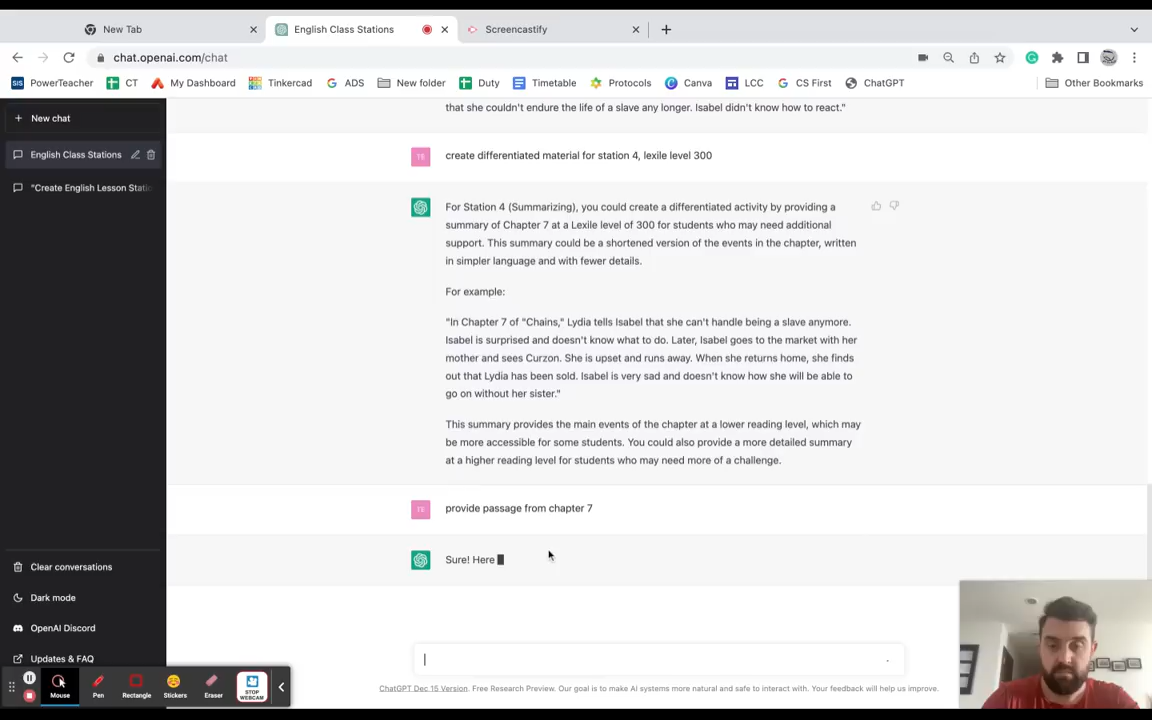 New Tab
English Class Stations
Screencastify
chat.openai.com/chat
SIS PowerTeacher
CT
My Dashboard
Tinkercad
ADS
New folder
Duty
Timetable
Protocols
Canva
LCC
CS First
ChatGPT
Other Bookmarks
New chat
English Class Stations
"Create English Lesson Static
Clear conversations
Dark mode
OpenAI Discord
Updates & FAQ
that she couldn't endure the life of a slave any longer. Isabel didn't know how to react."
TE
create differentiated material for station 4, lexile level 300
For Station 4 (Summarizing), you could create a differentiated activity by providing a
summary of Chapter 7 at a Lexile level of 300 for students who may need additional
support. This summary could be a shortened version of the events in the chapter, written
in simpler language and with fewer details.
For example:
"In Chapter 7 of "Chains," Lydia tells Isabel that she can't handle being a slave anymore.
Isabel is surprised and doesn't know what to do. Later, Isabel goes to the market with her
mother and sees Curzon. She is upset and runs away. When she returns home, she finds
out that Lydia has been sold. Isabel is very sad and doesn't know how she will be able to
go on without her sister."
This summary provides the main events of the chapter at a lower reading level, which may
be more accessible for some students. You could also provide a more detailed summary
at a higher reading level for students who may need more of a challenge.
TE
provide passage from chapter 7
Sure! Here
Mouse
Pen
Rectangle
Stickers
Eraser
STOP
WEBCAM
ChatGPT Dec 15 Version. Free Research Preview. Our goal is to make AI systems more natural and safe to interact with. Your feedback will help us improve.